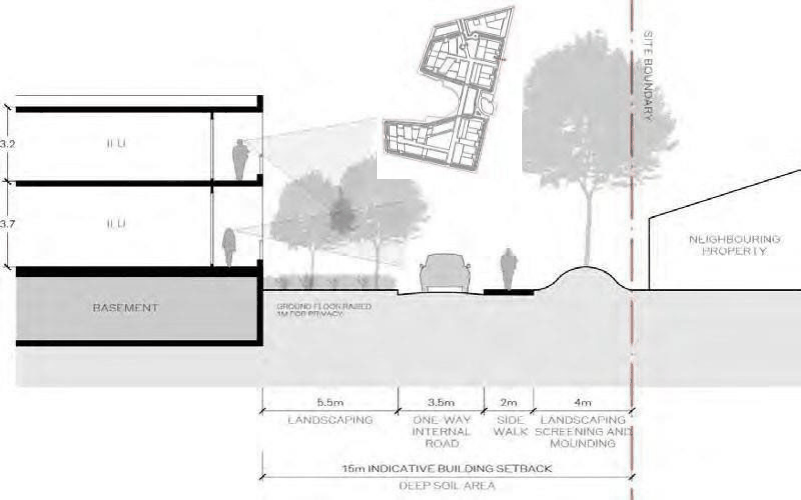 SITE BOUNDARY
3.2
ILU
3.7
ILU
NEIGHBOURING
PROPERTY
BASEMENT
GROUND FLOOR RAISED
1M FOR PRIVACY
5.5m
3.5m
2m
4m
LANDSCAPING
ONE-WAY
INTERNAL
ROAD
SIDE
WALK
LANDSCAPING
SCREENING AND
MOUNDING
15m INDICATIVE BUILDING SETBACK
DEEP SOIL AREA